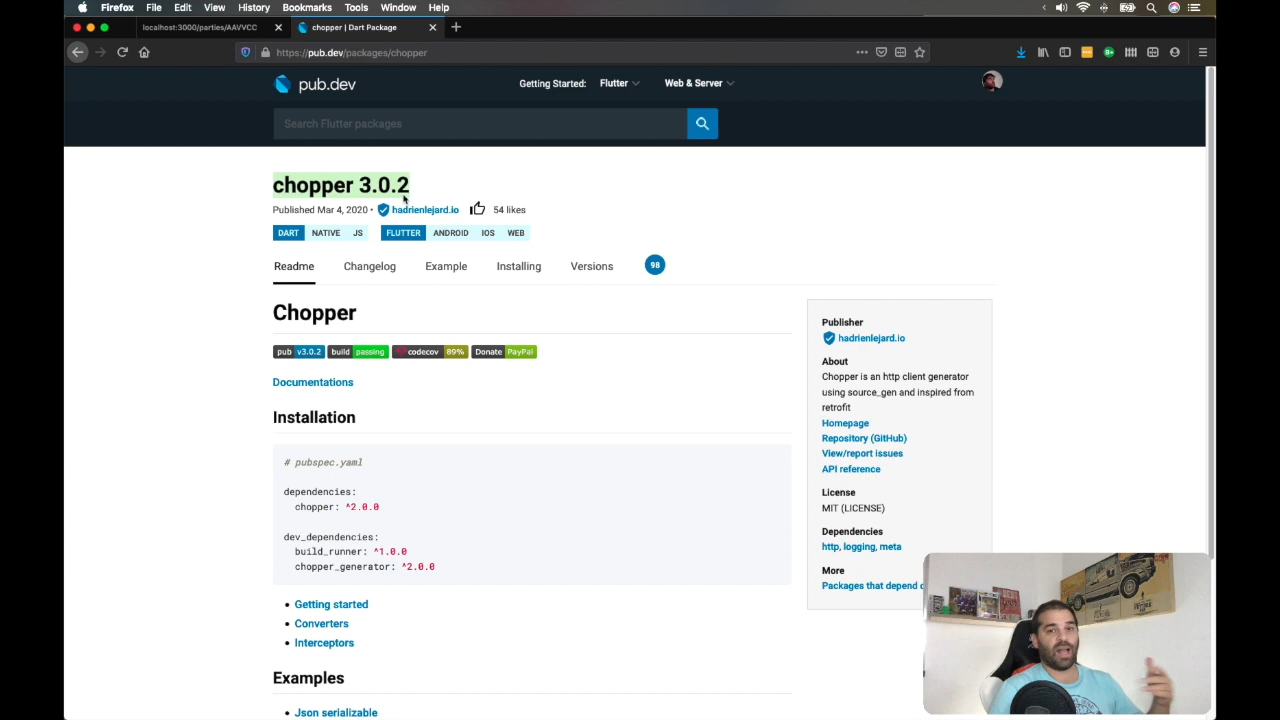 Firefox File Edit View History Bookmarks Tools Window Help
localhost:3000/parties/AAVVCC
chopper | Dart Package
https://pub.dev/packages/chopper
pub.dev
Getting Started: Flutter Web & Server
Search Flutter packages
chopper 3.0.2
Published Mar 4, 2020 • hadrienlejard.io 54 likes
DART NATIVE JS FLUTTER ANDROID IOS WEB
Readme Changelog Example Installing Versions 98
Chopper
pub v3.0.2 build passing codecov 89% Donate PayPal
Documentations
Installation
# pubspec.yaml
dependencies:
chopper: ^2.0.0
dev_dependencies:
build_runner: ^1.0.0
chopper_generator: ^2.0.0
• Getting started
• Converters
• Interceptors
Examples
• Json serializable
Publisher
hadrienlejard.io
About
Chopper is an http client generator
using source_gen and inspired from
retrofit
Homepage
Repository (GitHub)
View/report issues
API reference
License
MIT (LICENSE)
Dependencies
http, logging, meta
More
Packages that depend